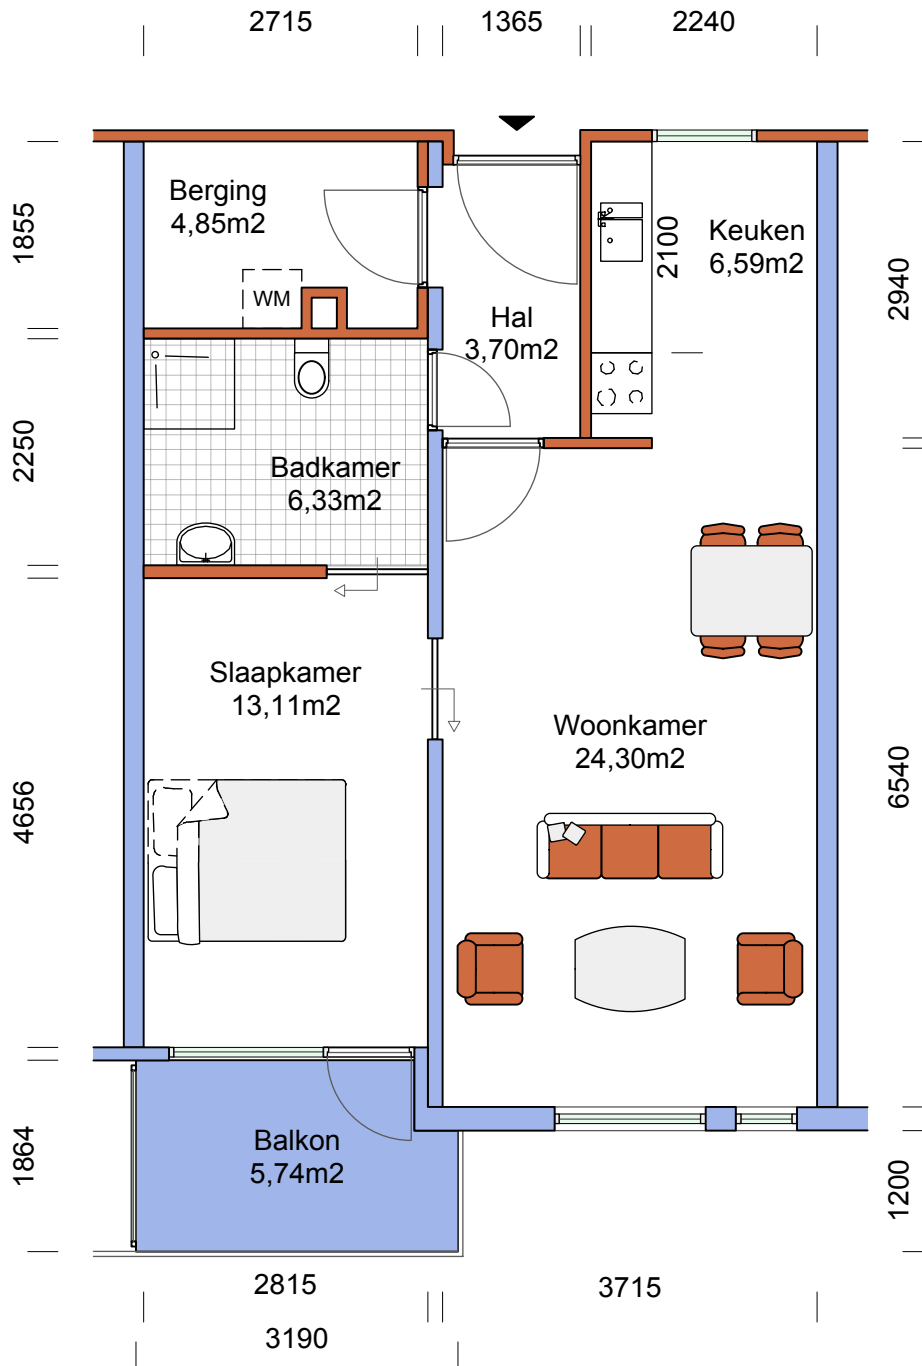 2715
1365
2240
Berging
4,85m2
WM
1855
Hal
3,70m2
2100
Keuken
6,59m2
2940
2250
Badkamer
6,33m2
Slaapkamer
13,11m2
Woonkamer
24,30m2
4656
6540
Balkon
5,74m2
1864
1200
2815
3715
3190